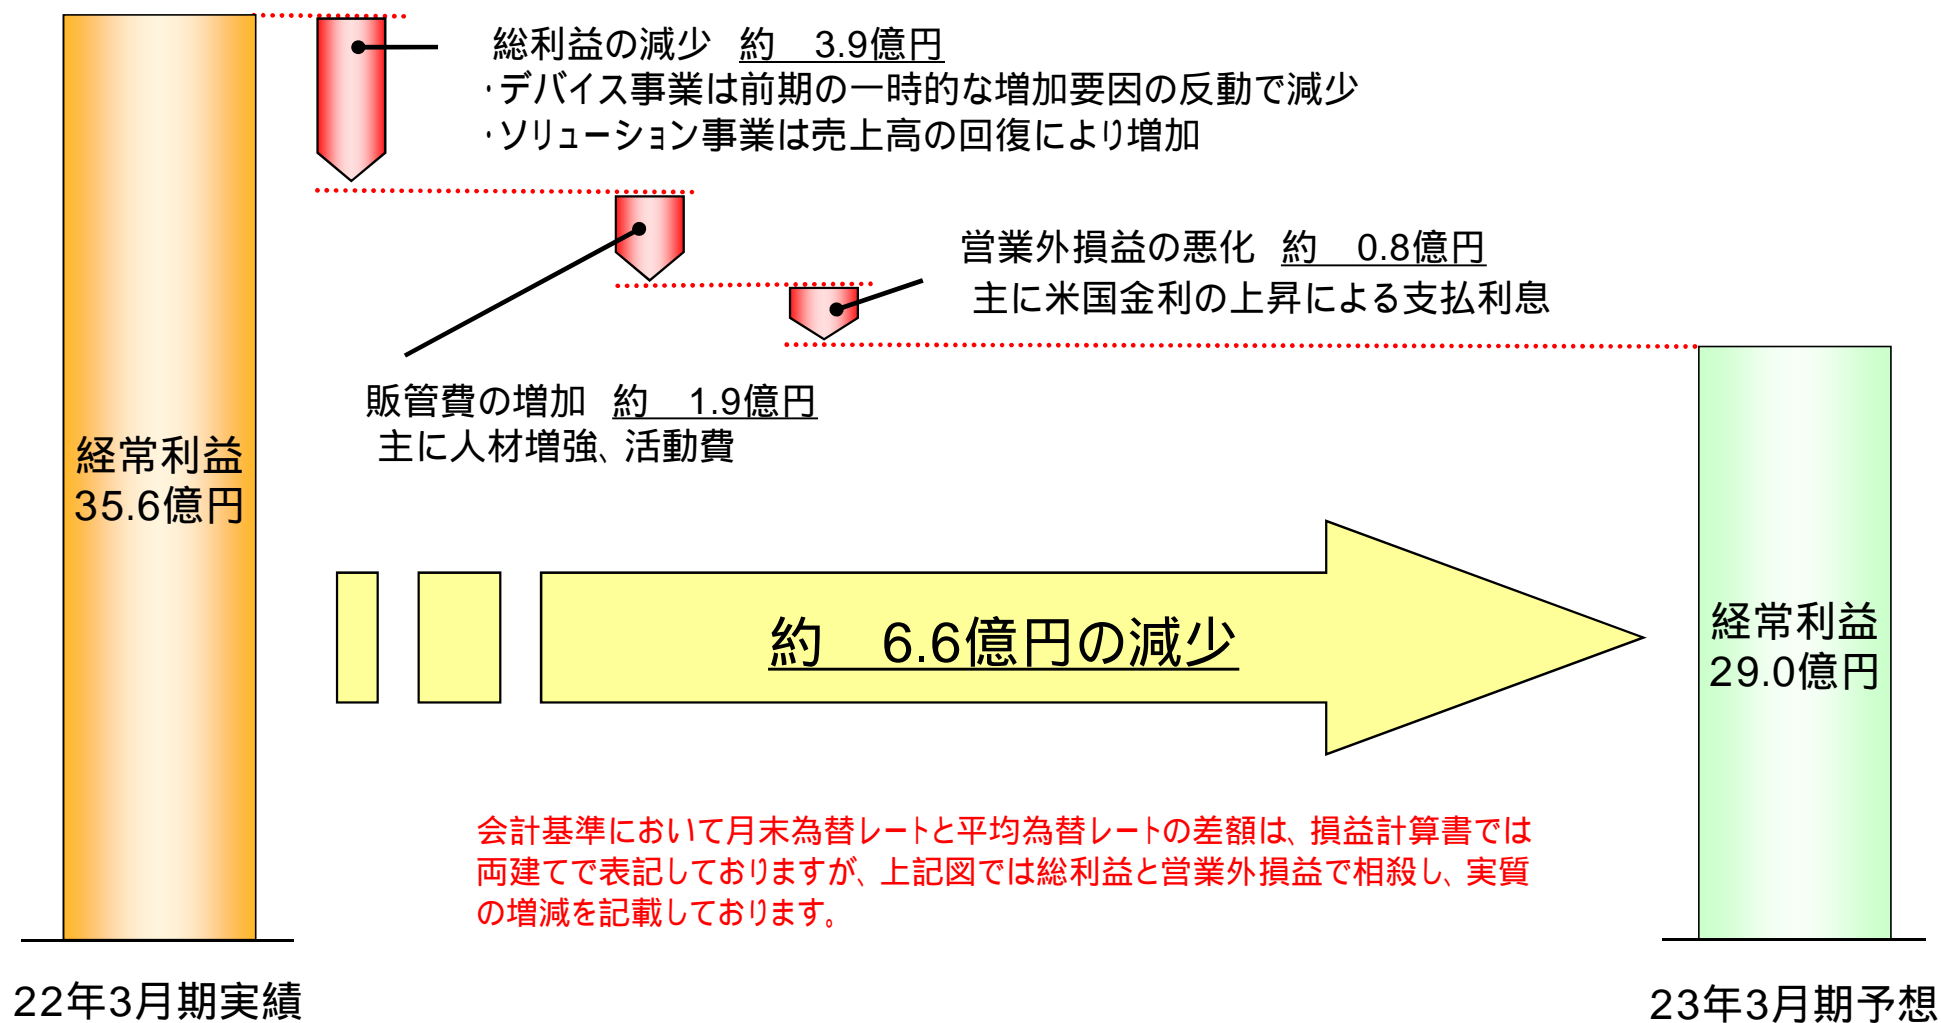 総利益の減少 約 3.9億円
・デバイス事業は前期の一時的な増加要因の反動で減少
・ソリューション事業は売上高の回復により増加
営業外損益の悪化 約 0.8億円
主に米国金利の上昇による支払利息
販管費の増加 約 1.9億円
主に人材増強、活動費
経常利益
35.6億円
約 6.6億円の減少
経常利益
29.0億円
会計基準において月末為替レートと平均為替レートの差額は、損益計算書では
両建てで表記しておりますが、上記図では総利益と営業外損益で相殺し、実質
の増減を記載しております。
22年3月期実績
23年3月期予想